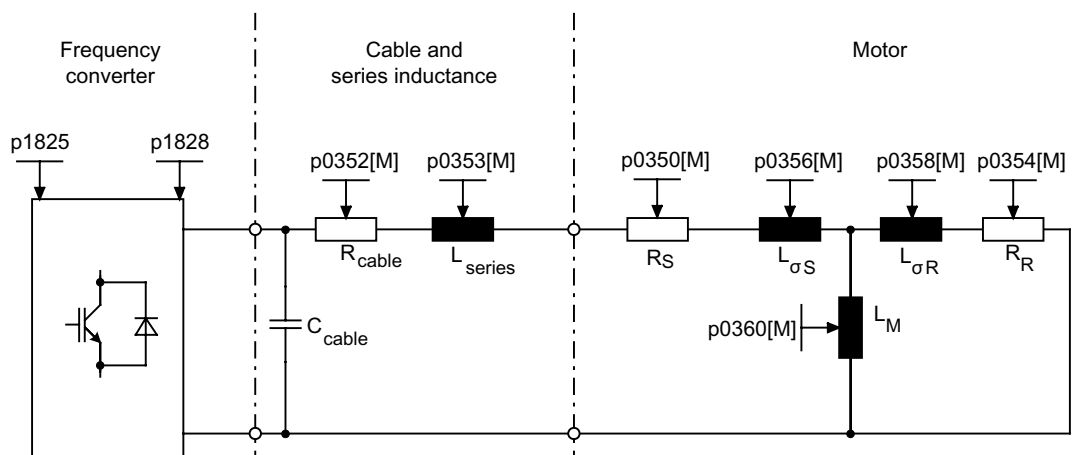 Frequency
converter
Cable and
series inductance
Motor
p1825
p1828
p0352[M]
p0353[M]
p0350[M]
p0356[M]
p0358[M]
p0354[M]
Rcable
Lseries
RS
LσS
LσR
RR
Ccable
p0360[M]
LM